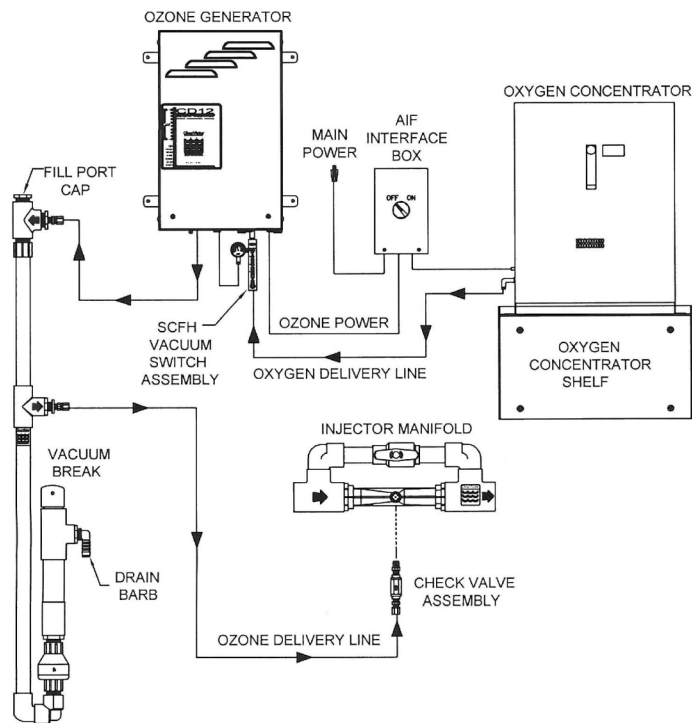 OZONE GENERATOR
CD12
OXYGEN CONCENTRATOR
AIF
INTERFACE
BOX
MAIN
POWER
OFF ON
FILL PORT
CAP
SCFH
VACUUM
SWITCH
ASSEMBLY
OZONE POWER
OXYGEN DELIVERY LINE
OXYGEN
CONCENTRATOR
SHELF
INJECTOR MANIFOLD
VACUUM
BREAK
DRAIN
BARB
CHECK VALVE
ASSEMBLY
OZONE DELIVERY LINE